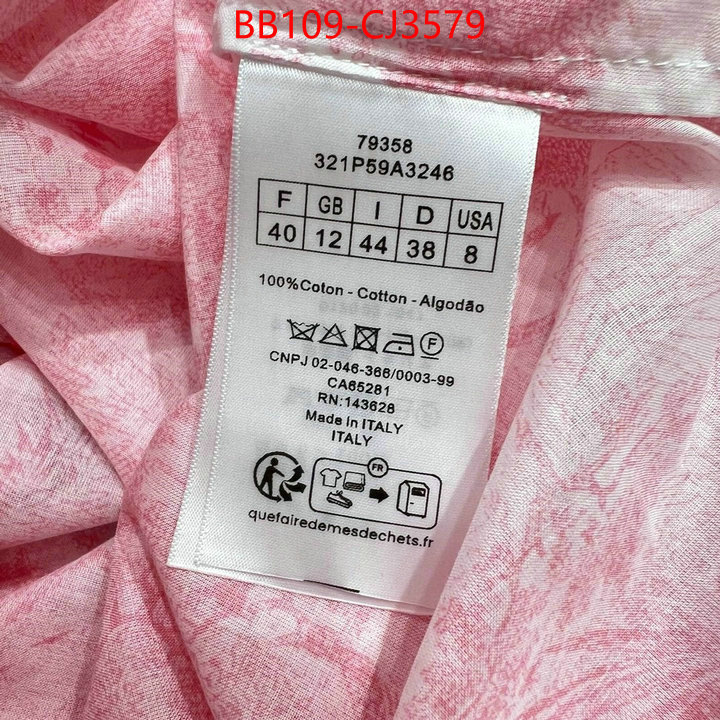 BB109-CJ3579
79358
321P59A3246
F GB I D USA
40 12 44 38 8
100%Coton - Cotton - Algodão
F
CNPJ 02-046-366/0003-99
CA65281
RN:143628
Made in ITALY
ITALY
FR
quefairedemesdechets.fr